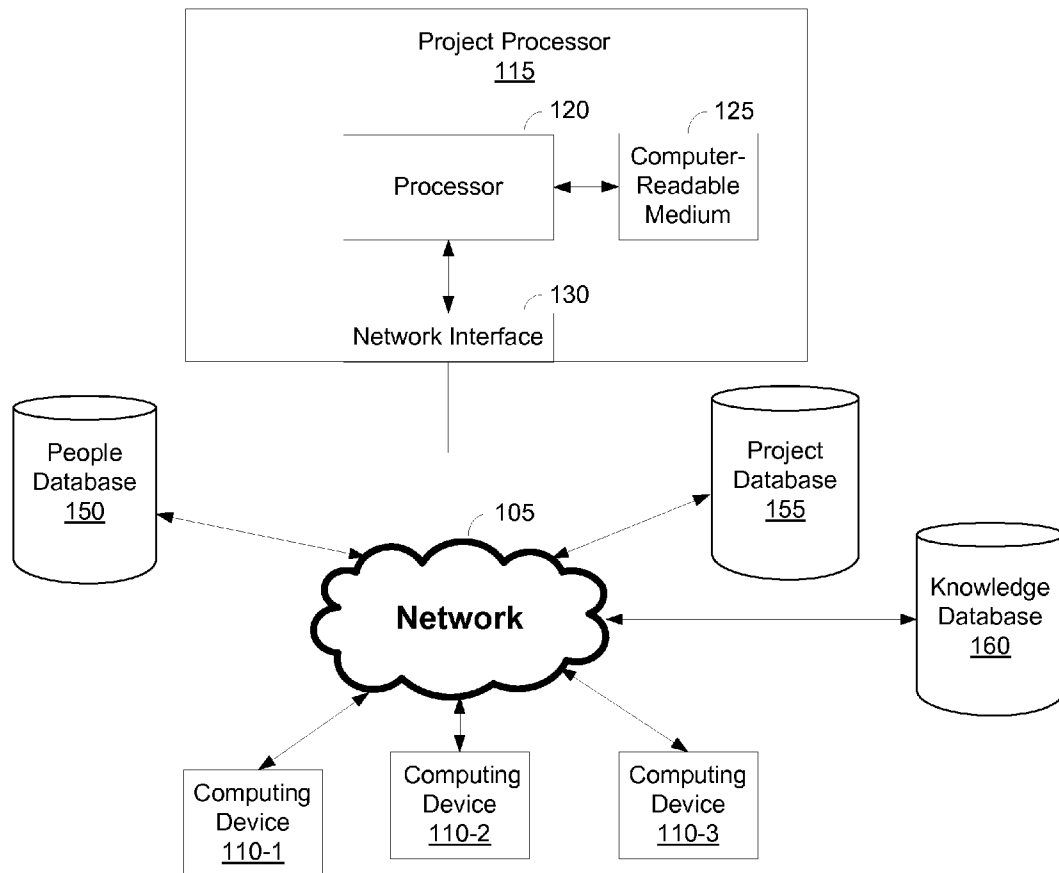 Project Processor
115
120
125
Processor
Computer-
Readable
Medium
130
Network Interface
People
Database
150
Project
Database
155
105
Network
Knowledge
Database
160
Computing
Device
110-1
Computing
Device
110-2
Computing
Device
110-3